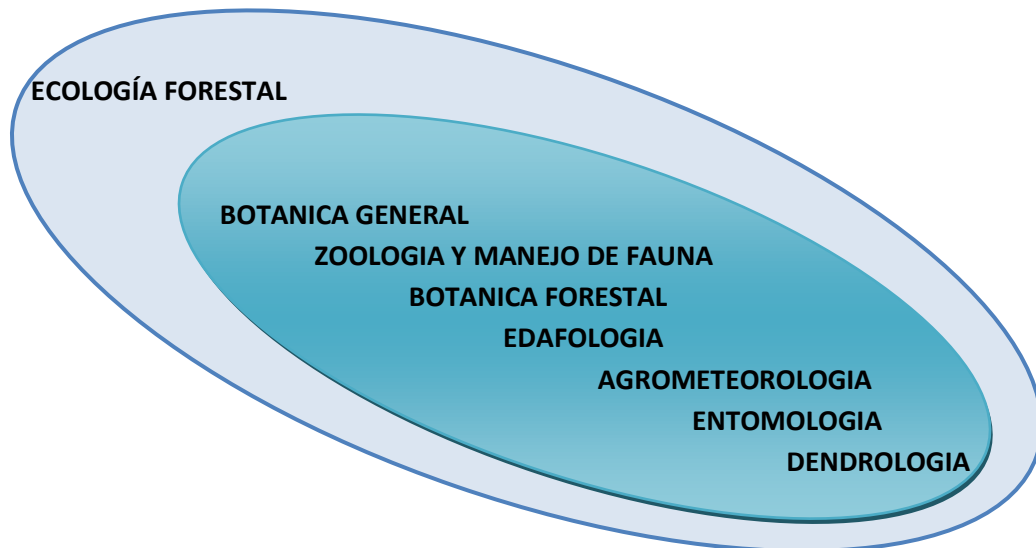 ECOLOGÍA FORESTAL
BOTANICA GENERAL
ZOOLOGIA Y MANEJO DE FAUNA
BOTANICA FORESTAL
EDAFOLOGIA
AGROMETEOROLOGIA
ENTOMOLOGIA
DENDROLOGIA